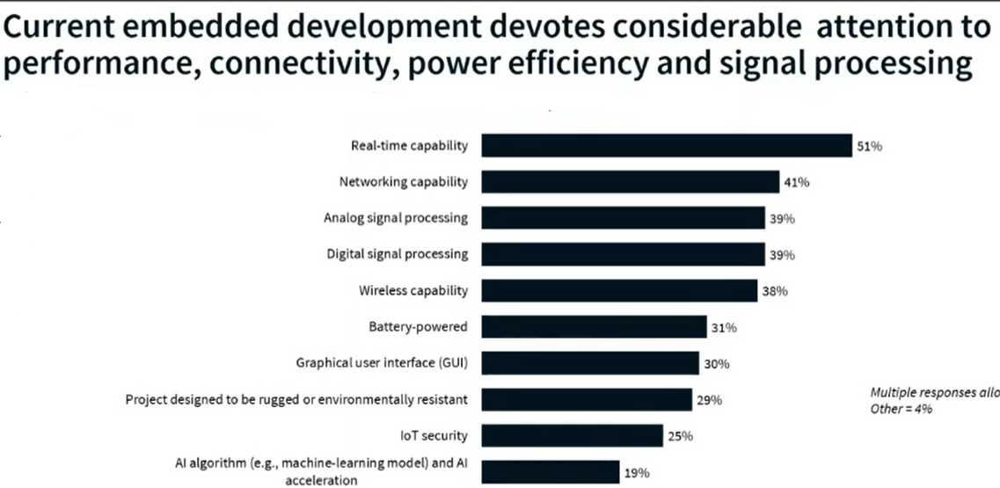 Current embedded development devotes considerable attention to
performance, connectivity, power efficiency and signal processing
Real-time capability 51%
Networking capability 41%
Analog signal processing 39%
Digital signal processing 39%
Wireless capability 38%
Battery-powered 31%
Graphical user interface (GUI) 30%
Project designed to be rugged or environmentally resistant 29%
IoT security 25%
AI algorithm (e.g., machine-learning model) and AI
acceleration 19%
Multiple responses allo
Other = 4%